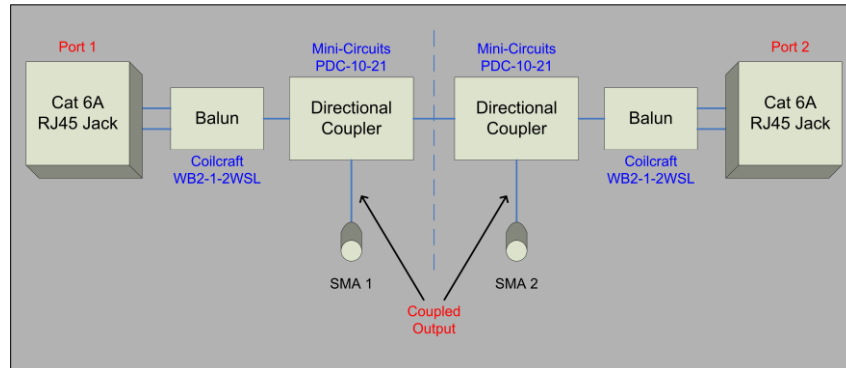 Port 1
Mini-Circuits
PDC-10-21
Mini-Circuits
PDC-10-21
Port 2
Cat 6A
RJ45 Jack
Balun
Directional
Coupler
Directional
Coupler
Balun
Cat 6A
RJ45 Jack
Coilcraft
WB2-1-2WSL
Coilcraft
WB2-1-2WSL
SMA 1
SMA 2
Coupled
Output